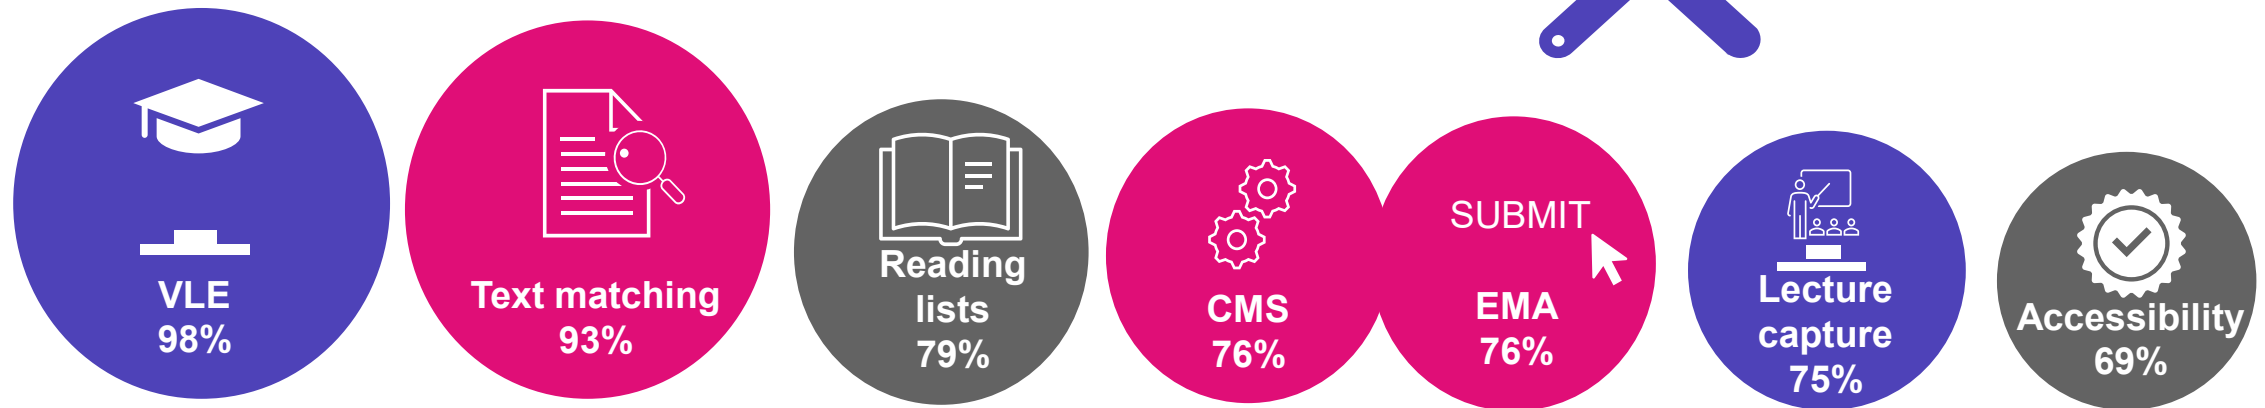 VLE
98%
Text matching
93%
Reading
lists
79%
CMS
76%
SUBMIT
EMA
76%
Lecture
capture
75%
Accessibility
69%